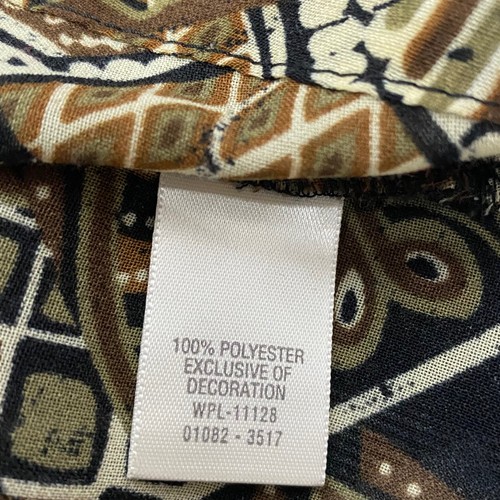 100% POLYESTER
EXCLUSIVE OF
DECORATION
WPL-11128
01082 - 3517